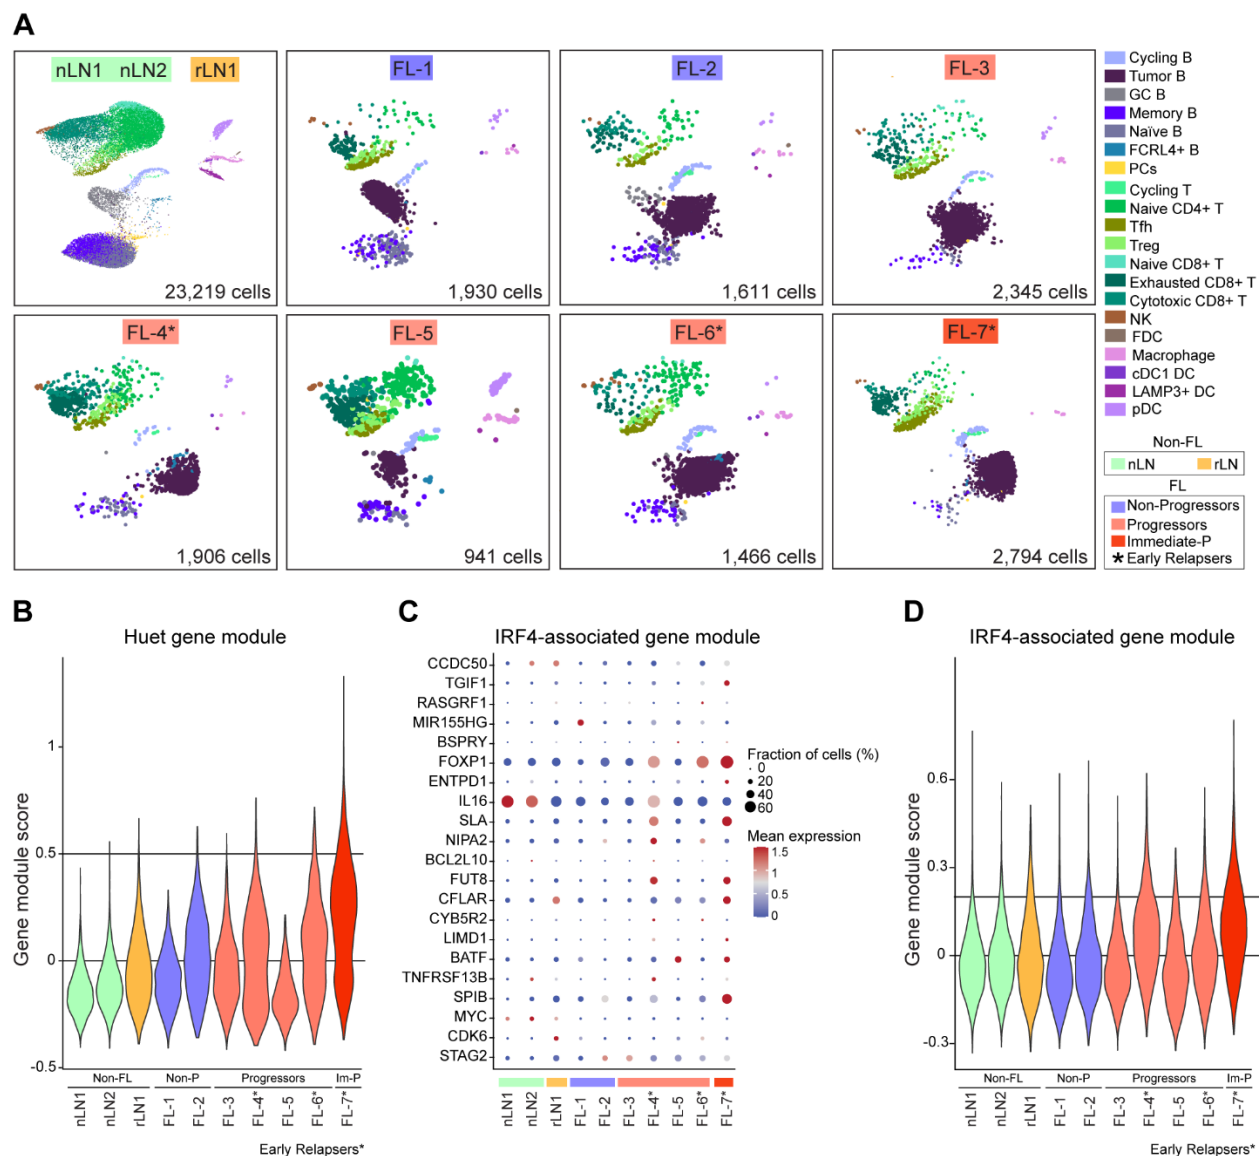 A
nLN1 nLN2 rLN1
23,219 cells
FL-1
1,930 cells
FL-2
1,611 cells
FL-3
2,345 cells
FL-4*
1,906 cells
FL-5
941 cells
FL-6*
1,466 cells
FL-7*
2,794 cells
Cycling B
Tumor B
GC B
Memory B
Naïve B
FCRL4+ B
PCs
Cycling T
Naive CD4+ T
Tfh
Treg
Naive CD8+ T
Exhausted CD8+ T
Cytotoxic CD8+ T
NK
FDC
Macrophage
cDC1 DC
LAMP3+ DC
pDC
Non-FL
nLN rLN
FL
Non-Progressors
Progressors
Immediate-P
* Early Relapsers
B
Huet gene module
Gene module score
1
0.5
0
-0.5
Non-FL Non-P Progressors Im-P
nLN1 nLN2 rLN1 FL-1 FL-2 FL-3 FL-4* FL-5 FL-6* FL-7*
Early Relapsers*
C
IRF4-associated gene module
CCDC50
TGIF1
RASGRF1
MIR155HG
BSPRY
FOXP1
ENTPD1
IL16
SLA
NIPA2
BCL2L10
FUT8
CFLAR
CYB5R2
LIMD1
BATF
TNFRSF13B
SPIB
MYC
CDK6
STAG2
nLN1 nLN2 rLN1 FL-1 FL-2 FL-3 FL-4* FL-5 FL-6* FL-7*
Fraction of cells (%)
0
20
40
60
Mean expression
1.5
1
0.5
0
D
IRF4-associated gene module
Gene module score
0.6
0.3
0
-0.3
Non-FL Non-P Progressors Im-P
nLN1 nLN2 rLN1 FL-1 FL-2 FL-3 FL-4* FL-5 FL-6* FL-7*
Early Relapsers*